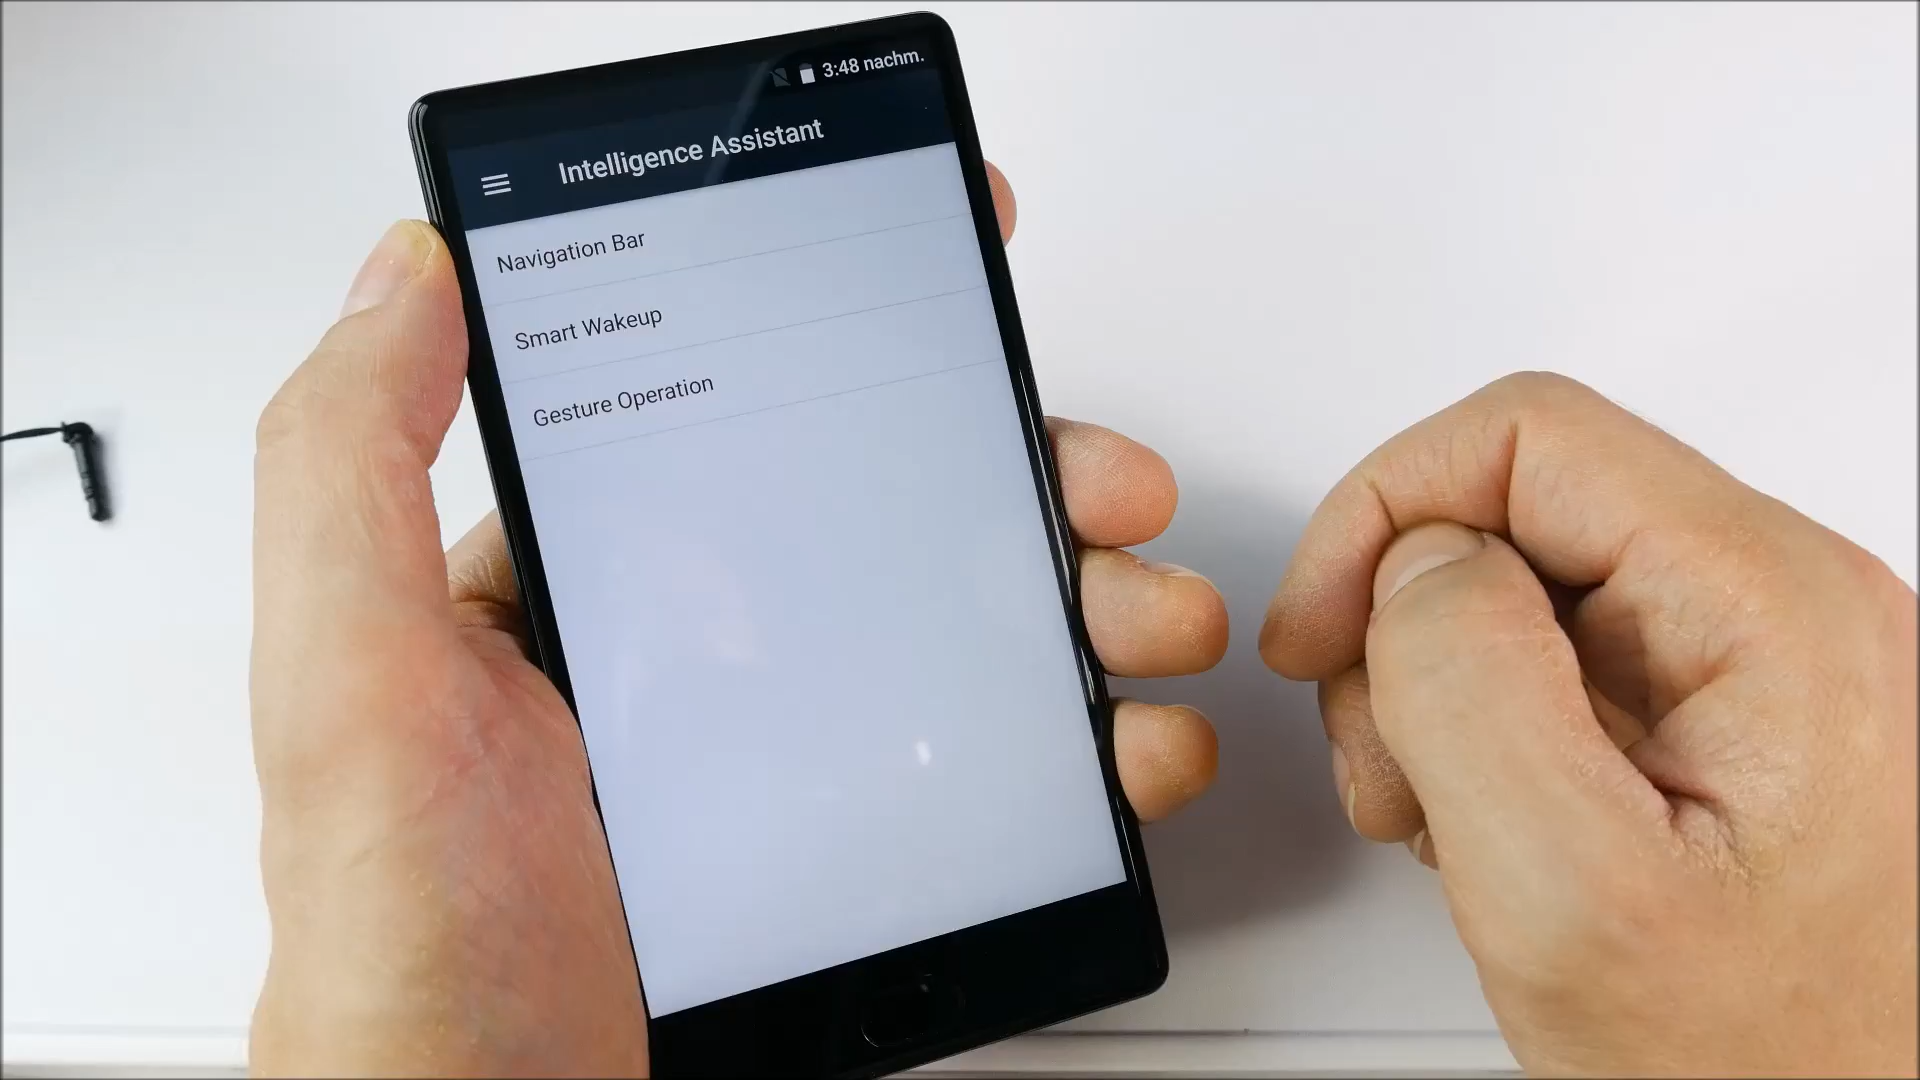 3:48 nachm.
Intelligence Assistant
Navigation Bar
Smart Wakeup
Gesture Operation